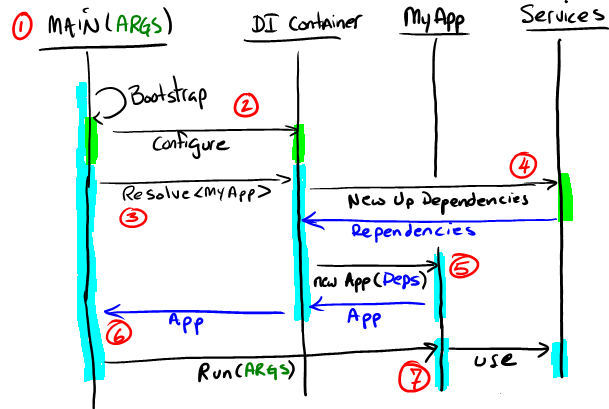 ① MAIN(ARGS) DI Container MyApp Services
Bootstrap
②
Configure
④
Resolve<MyApp>
New Up Dependencies
③
Dependencies
new App(Deps)
⑤
App
App
⑥
Run(ARGS)
⑦
use